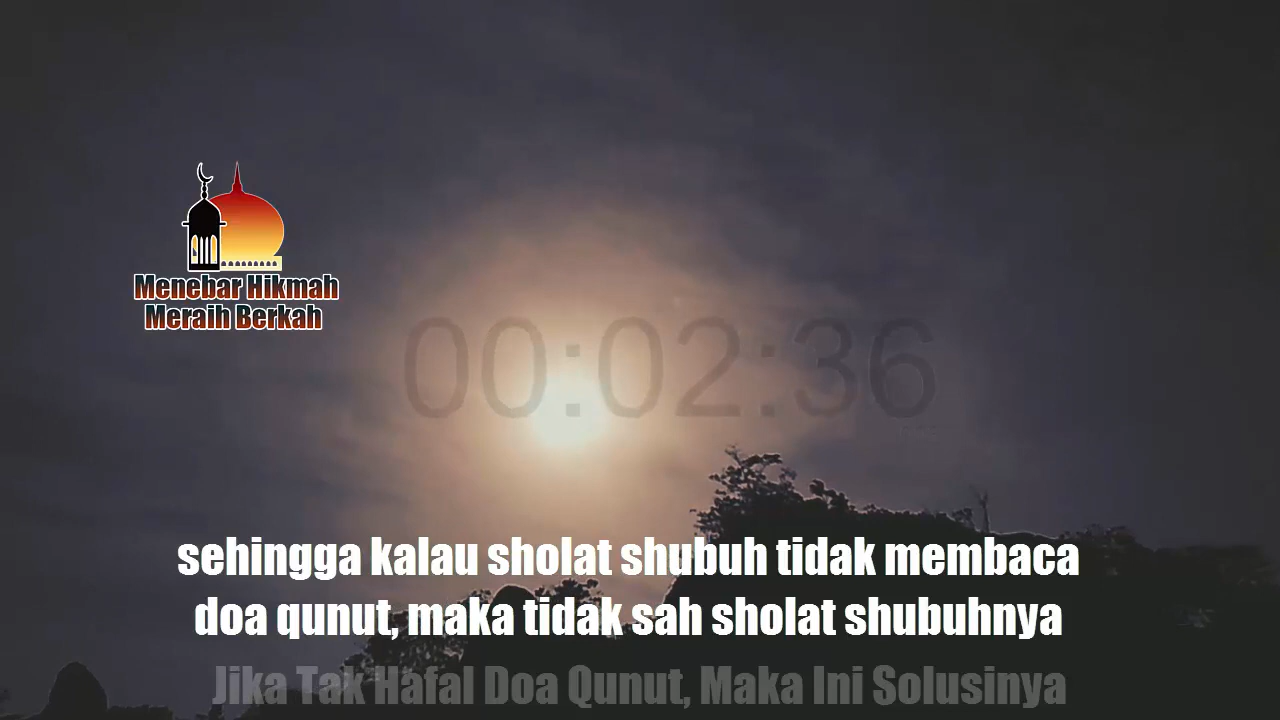 Menebar Hikmah
Meraih Berkah
00:02:36
sehingga kalau sholat shubuh tidak membaca
doa qunut, maka tidak sah sholat shubuhnya
Jika Tak Hafal Doa Qunut, Maka Ini Solusinya